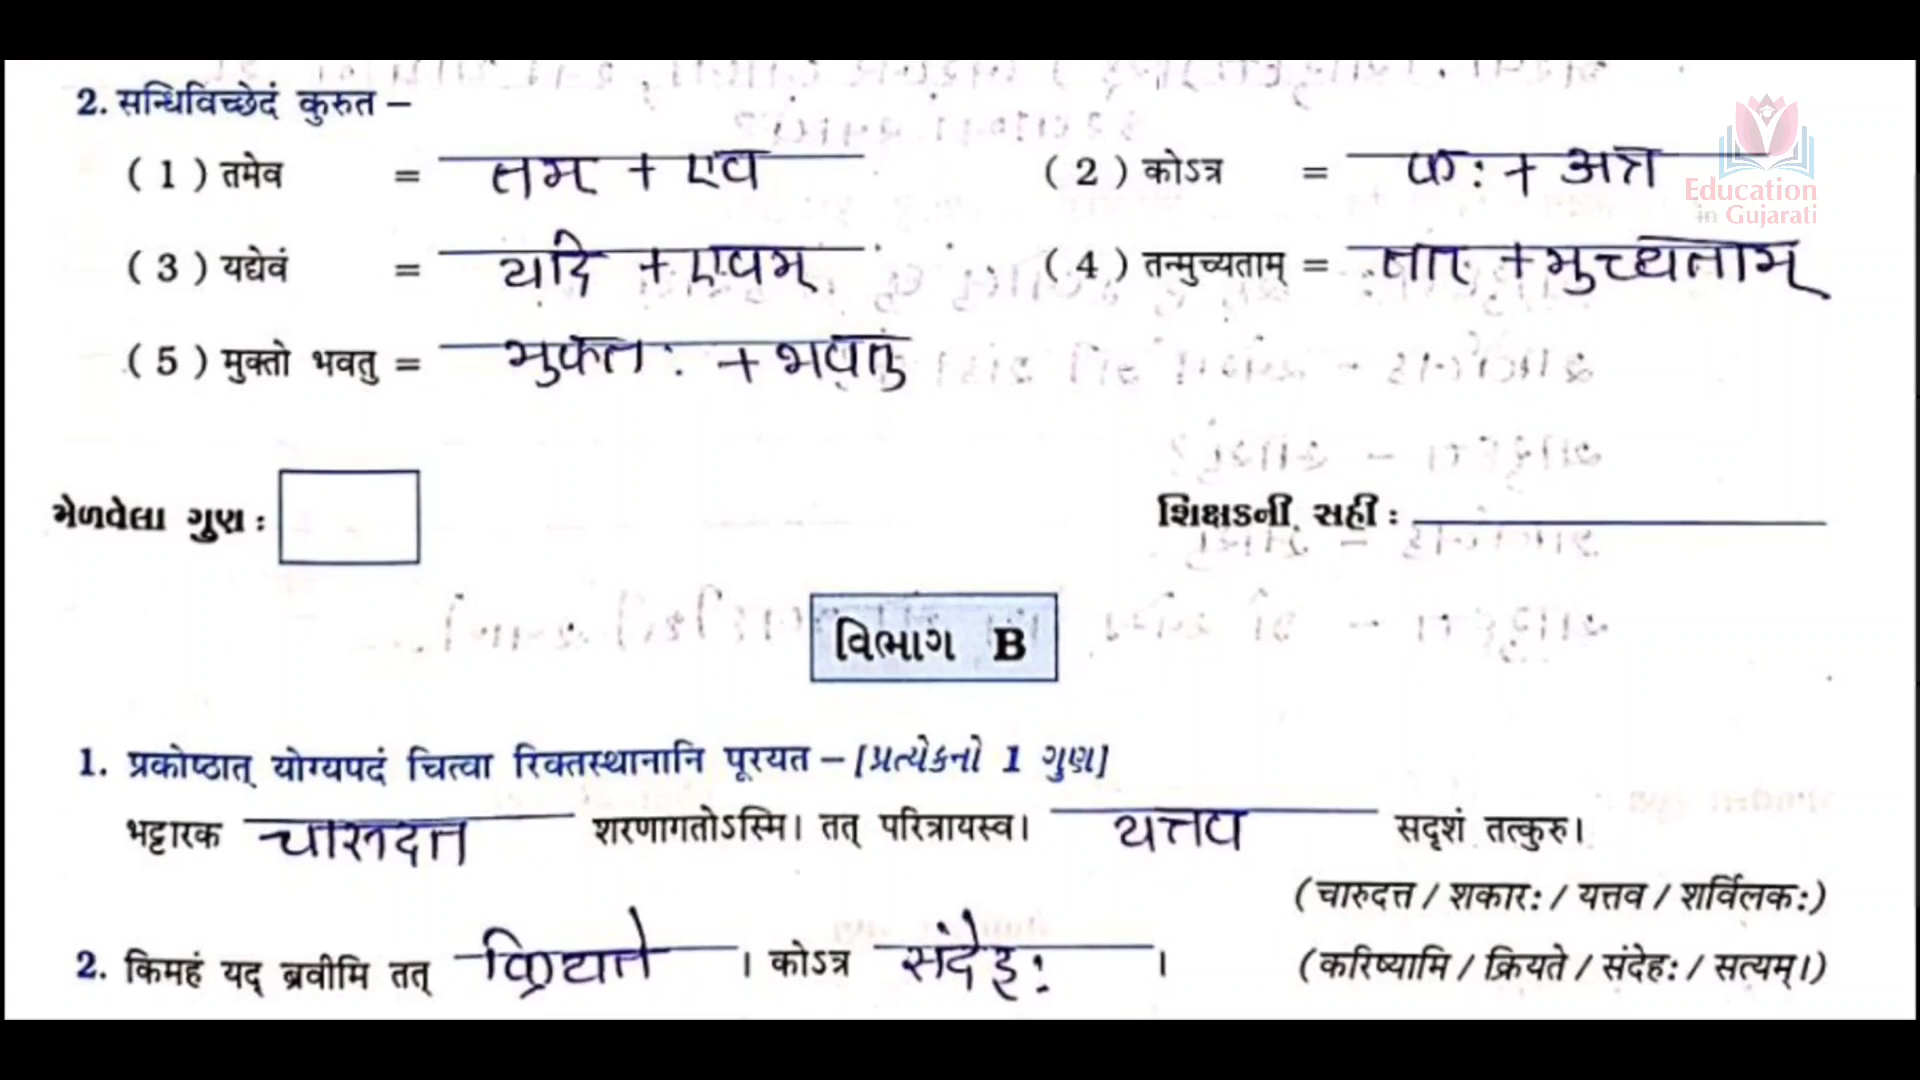 2. सन्धिविच्छेदं कुरुत –
(1) तमेव = तम + एव (2) कोऽत्र = कः + अत्र
Education
in Gujarati
(3) यद्येवं = यदि + एवम् (4) तन्मुच्यताम् = + मुच्यताम्
(5) मुक्तो भवतु = मुक्तः + भवतु
મેળવેલા ગુણ : શિક્ષકની સહી :
વિભાગ B
1. प्रकोष्ठात् योग्यपदं चित्वा रिक्तस्थानानि पूरयत – [પ્રત્યેકનો 1 ગુણ]
भट्टारक चारुदत्त शरणागतोऽस्मि। तत् परित्रायस्व। यत्तव सदृशं तत्कुरु।
(चारुदत्त / शकारः / यत्तव / शर्विलकः)
2. किमहं यद् ब्रवीमि तत् क्रियते । कोऽत्र संदेहः । (करिष्यामि / क्रियते / संदेहः / सत्यम्।)